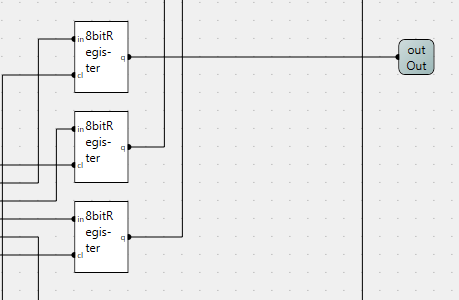 in 8bitR
egis- q
cl ter
out
Out
in 8bitR
egis- q
cl ter
in 8bitR
egis- q
cl ter